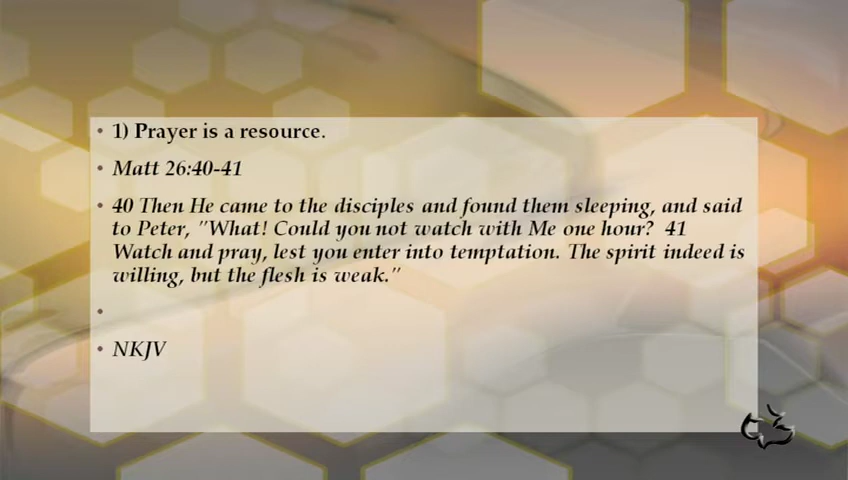 • 1) Prayer is a resource.
• Matt 26:40-41
• 40 Then He came to the disciples and found them sleeping, and said
to Peter, "What! Could you not watch with Me one hour?  41
Watch and pray, lest you enter into temptation. The spirit indeed is
willing, but the flesh is weak."
•
• NKJV